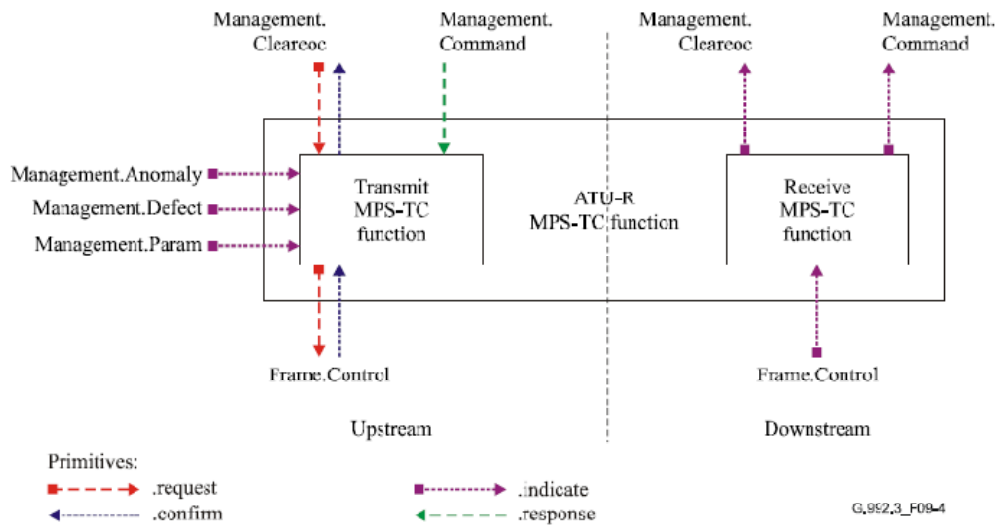 Management.
Cleareoc
Management.
Command
Management.
Cleareoc
Management.
Command
Management.Anomaly
Management.Defect
Management.Param
Transmit
MPS-TC
function
ATU-R
MPS-TC function
Receive
MPS-TC
function
Frame.Control
Frame.Control
Upstream
Downstream
Primitives:
.request
.indicate
.confirm
.response
G.992.3_F09-4